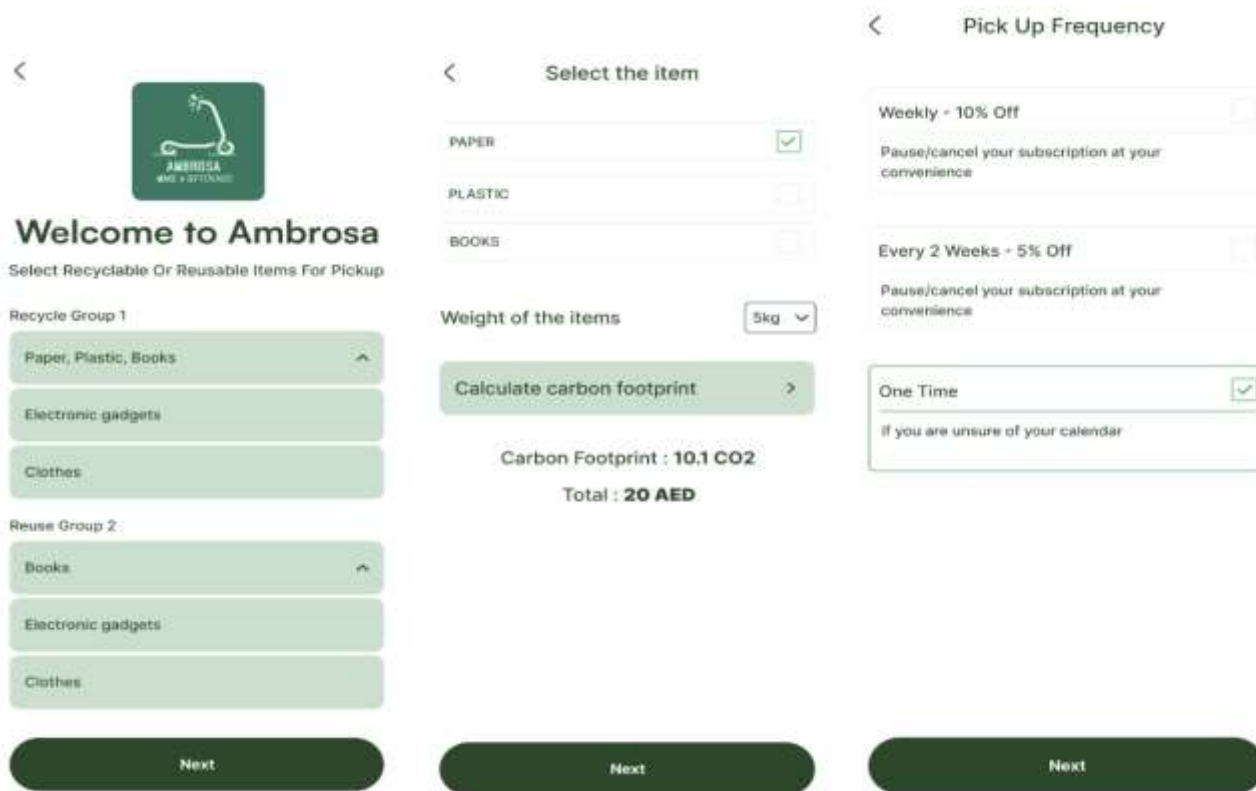 Welcome to Ambrosa
Select Recyclable Or Reusable Items For Pickup
Recycle Group 1
Paper, Plastic, Books
Electronic gadgets
Clothes
Reuse Group 2
Books
Electronic gadgets
Clothes
Next
Select the item
PAPER
PLASTIC
BOOKS
Weight of the items
5kg
Calculate carbon footprint
Carbon Footprint : 10.1 CO2
Total : 20 AED
Next
Pick Up Frequency
Weekly - 10% Off
Pause/cancel your subscription at your
convenience
Every 2 Weeks - 5% Off
Pause/cancel your subscription at your
convenience
One Time
If you are unsure of your calendar
Next